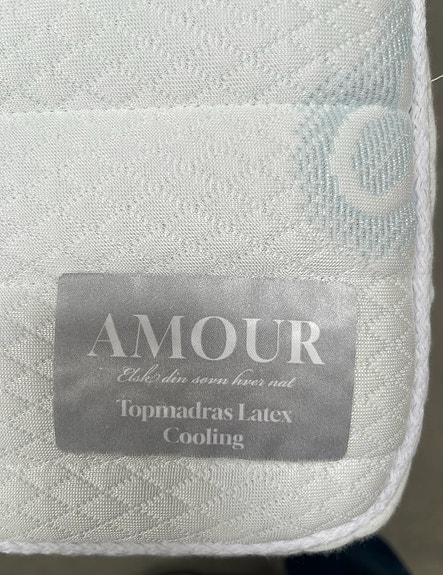 AMOUR
Elsk din søvn hver nat
Topmadras Latex
Cooling